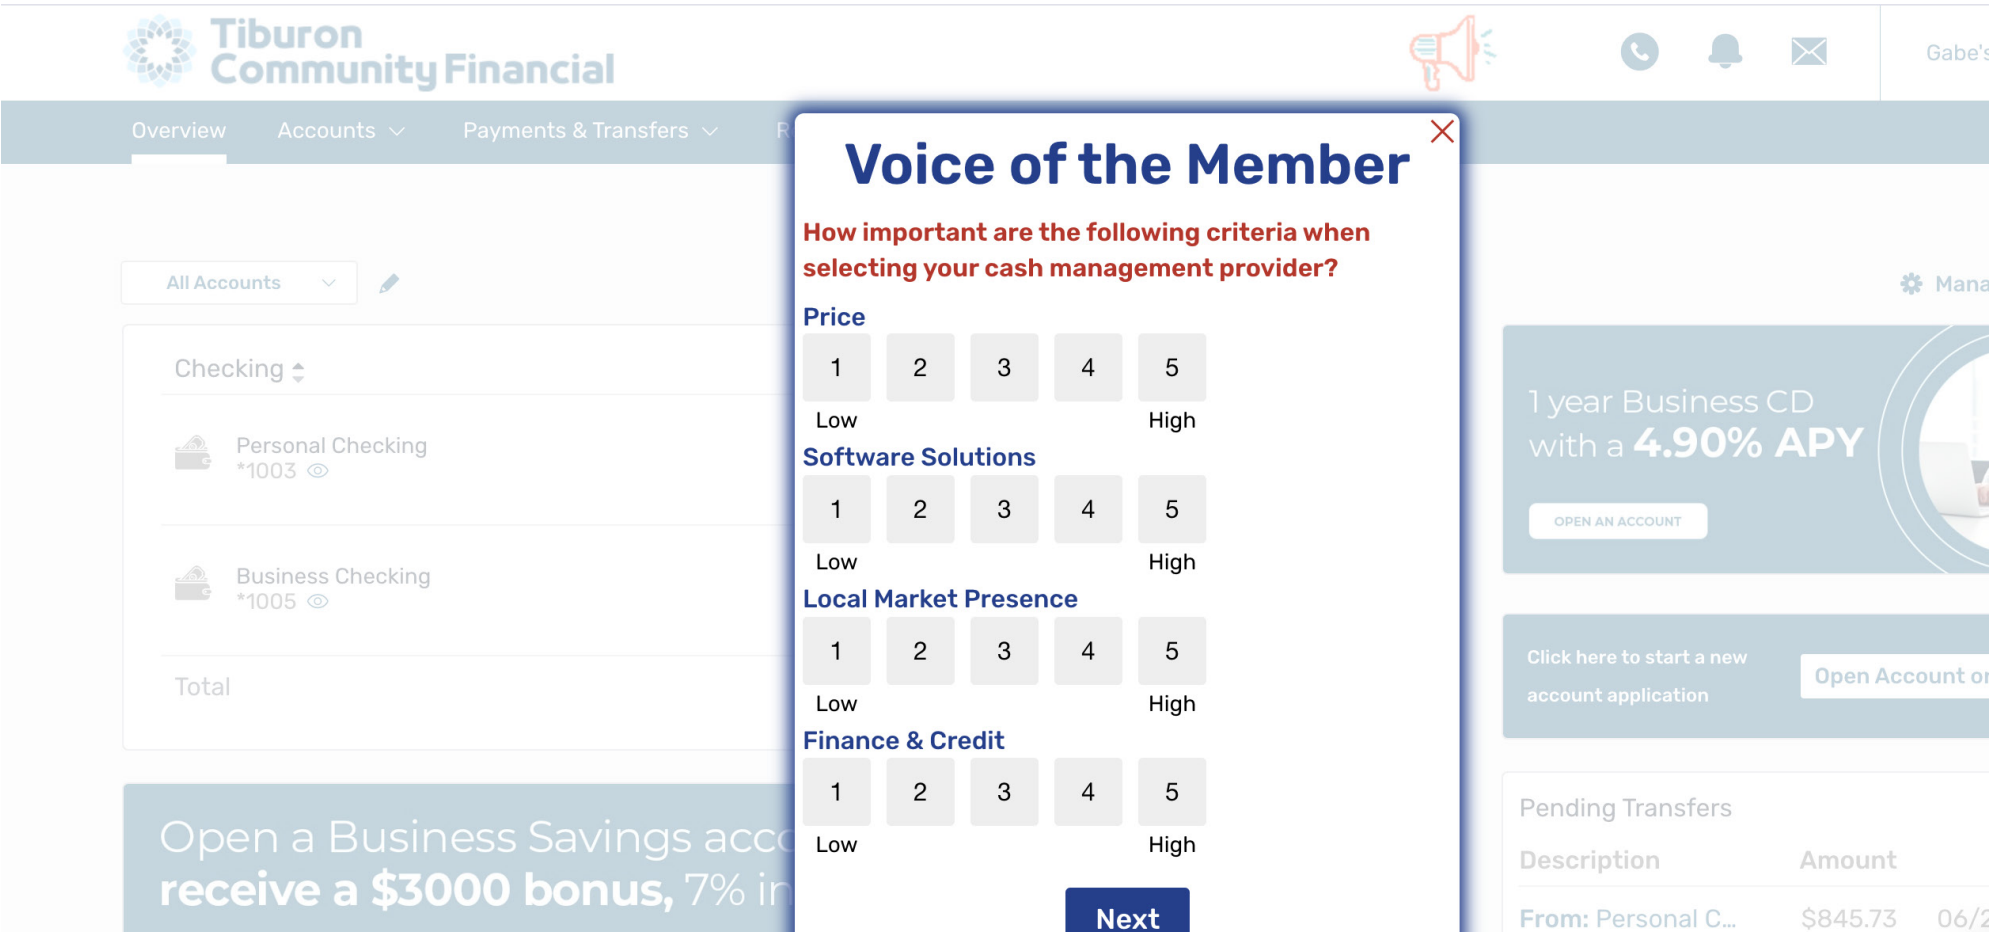 Tiburon
Community Financial
Gabe's
Overview Accounts Payments & Transfers
Voice of the Member
How important are the following criteria when
selecting your cash management provider?
Price
1 2 3 4 5
Low High
Software Solutions
1 2 3 4 5
Low High
Local Market Presence
1 2 3 4 5
Low High
Finance & Credit
1 2 3 4 5
Low High
Next
All Accounts
Checking
Personal Checking
*1003
Business Checking
*1005
Total
Open a Business Savings
receive a $3000 bonus, 7%
1 year Business CD
with a 4.90% APY
OPEN AN ACCOUNT
Click here to start a new
account application
Open Account
Pending Transfers
Description Amount
From: Personal C... $845.73